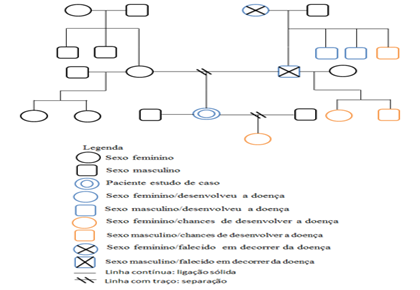 Legenda
Sexo feminino
Sexo masculino
Paciente estudo de caso
Sexo feminino/desenvolveu a doença
Sexo masculino/desenvolveu a doença
Sexo feminino/chances de desenvolver a doença
Sexo masculino/chances de desenvolver a doença
Sexo feminino/falecido em decorrer da doença
Sexo masculino/falecido em decorrer da doença
Linha contínua: ligação sólida
Linha com traço: separação